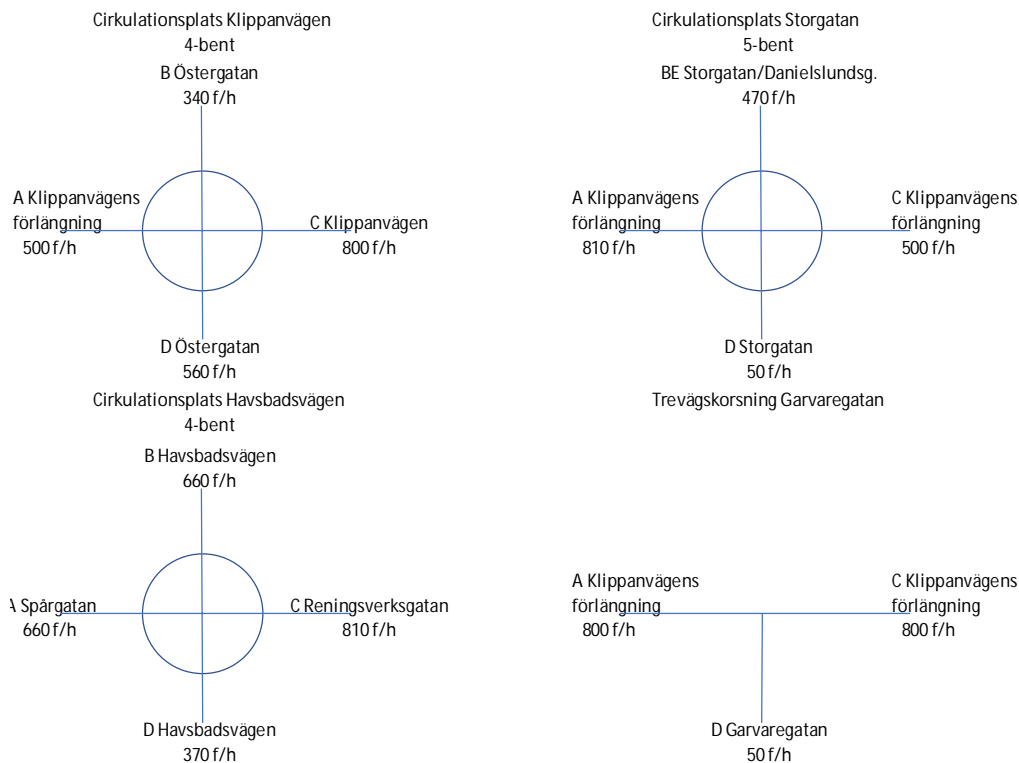 Cirkulationsplats Klippanvägen
4-bent
B Östergatan
340 f/h
A Klippanvägens
förlängning
500 f/h
C Klippanvägen
800 f/h
D Östergatan
560 f/h
Cirkulationsplats Storgatan
5-bent
BE Storgatan/Danielslundsg.
470 f/h
A Klippanvägens
förlängning
810 f/h
C Klippanvägens
förlängning
500 f/h
D Storgatan
50 f/h
Cirkulationsplats Havsbadsvägen
4-bent
B Havsbadsvägen
660 f/h
A Spårgatan
660 f/h
C Reningsverksgatan
810 f/h
D Havsbadsvägen
370 f/h
Trevägskorsning Garvaregatan
A Klippanvägens
förlängning
800 f/h
C Klippanvägens
förlängning
800 f/h
D Garvaregatan
50 f/h